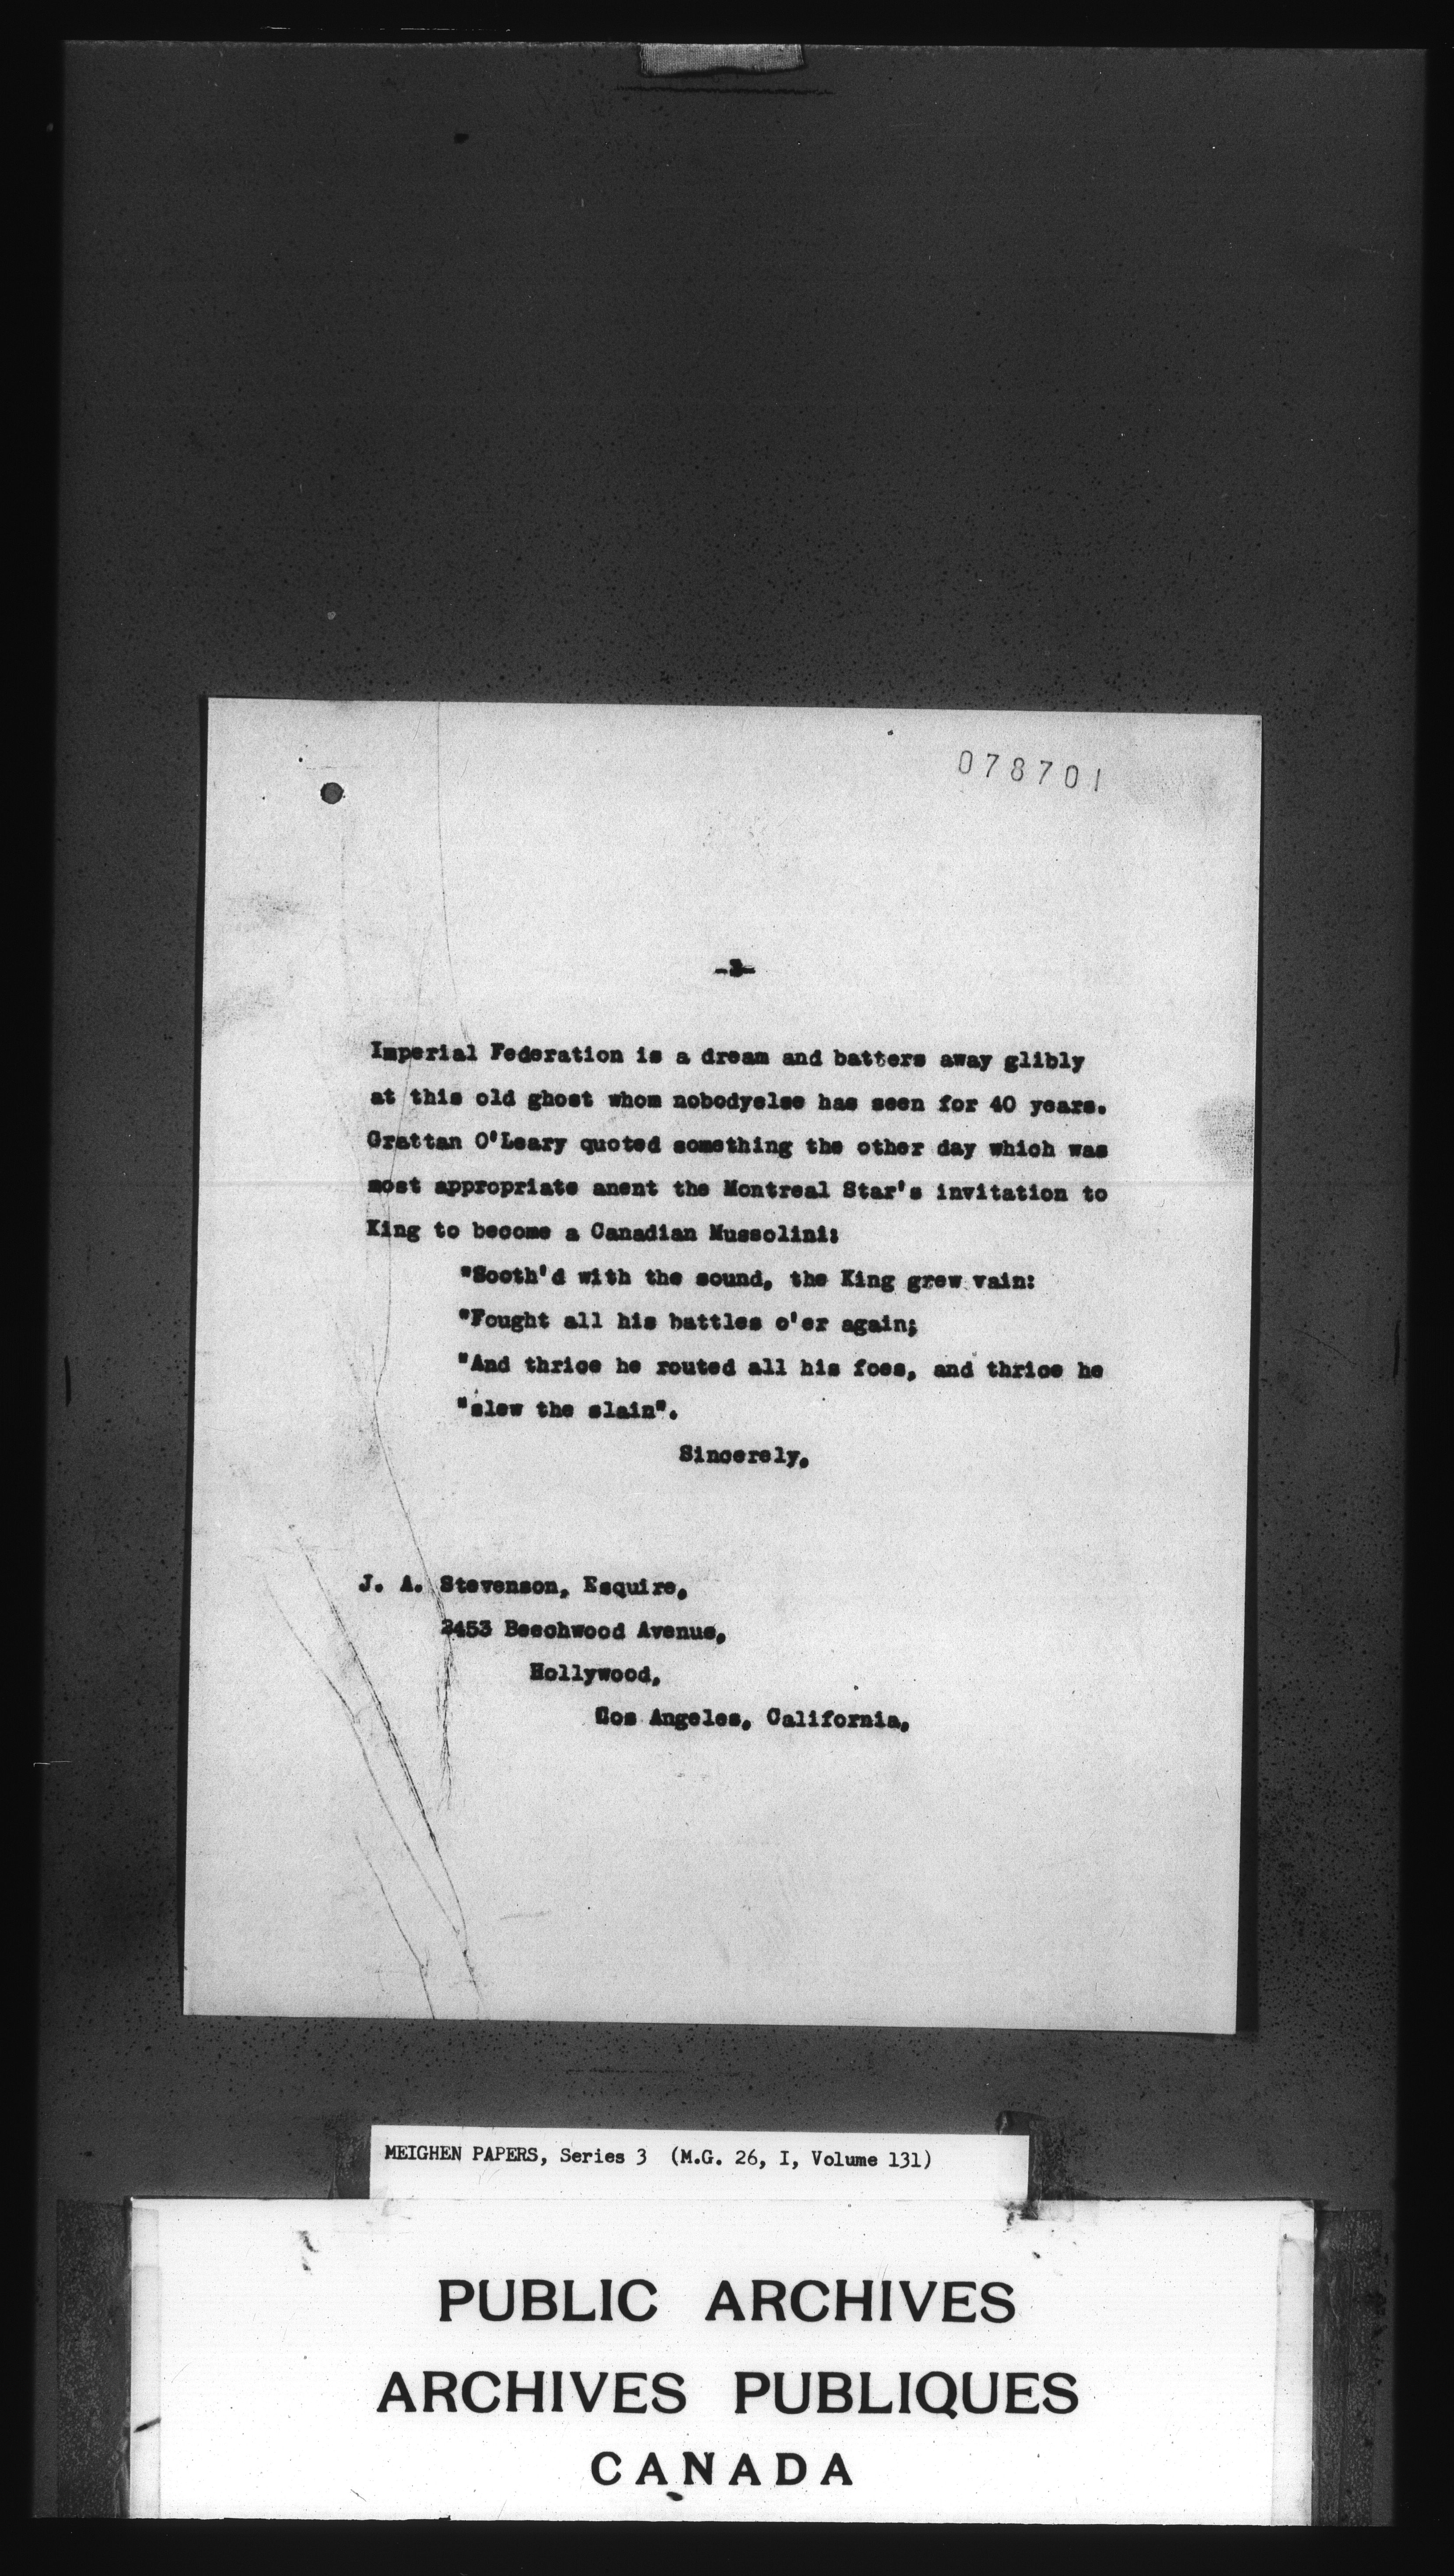 078701
-3-
Imperial Federation is a dream and batters away glibly
at this old ghost whom nobodyelse has seen for 40 years.
Grattan O'Leary quoted something the other day which was
most appropriate anent the Montreal Star's invitation to
King to become a Canadian Mussolini:
"Sooth'd with the sound, the King grew vain:
"Fought all his battles o'er again;
"And thrice he routed all his foes, and thrice he
"slew the slain".
Sincerely,
J. A. Stevenson, Esquire,
2453 Beechwood Avenue,
Hollywood,
Los Angeles, California,
MEIGHEN PAPERS, Series 3 (M.G. 26, I, Volume 131)
PUBLIC ARCHIVES
ARCHIVES PUBLIQUES
CANADA